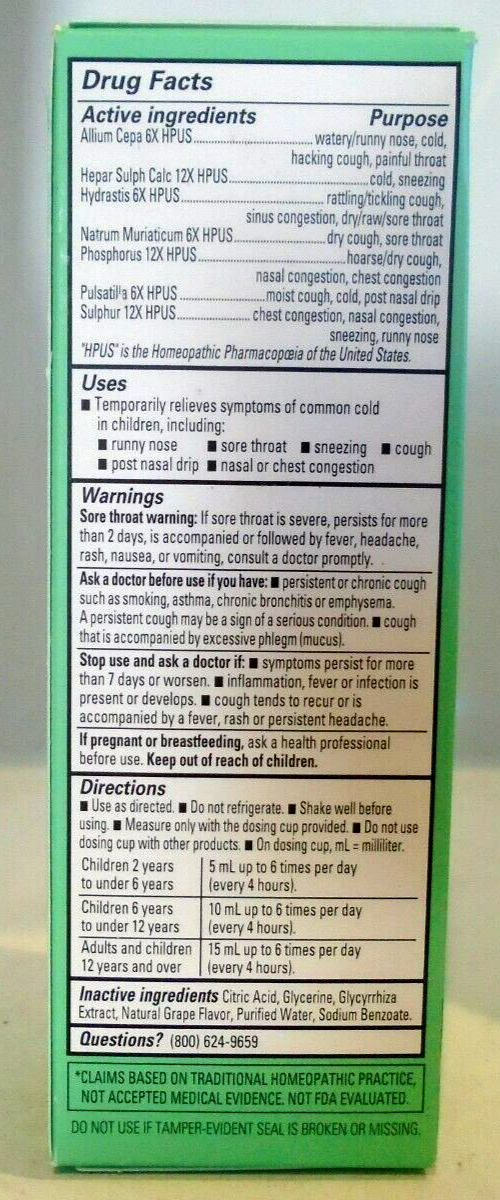 Drug Facts
Active ingredients Purpose
Allium Cepa 6X HPUS..............................watery/runny nose, cold,
hacking cough, painful throat
Hepar Sulph Calc 12X HPUS..............................cold, sneezing
Hydrastis 6X HPUS.............................. rattling/tickling cough,
sinus congestion, dry/raw/sore throat
Natrum Muriaticum 6X HPUS......................dry cough, sore throat
Phosphorus 12X HPUS..............................hoarse/dry cough,
nasal congestion, chest congestion
Pulsatilla 6X HPUS......................moist cough, cold, post nasal drip
Sulphur 12X HPUS.................. chest congestion, nasal congestion,
sneezing, runny nose
"HPUS" is the Homeopathic Pharmacopœia of the United States.
Uses
■ Temporarily relieves symptoms of common cold
in children, including:
■ runny nose ■ sore throat ■ sneezing ■ cough
■ post nasal drip ■ nasal or chest congestion
Warnings
Sore throat warning: If sore throat is severe, persists for more
than 2 days, is accompanied or followed by fever, headache,
rash, nausea, or vomiting, consult a doctor promptly.
Ask a doctor before use if you have: ■ persistent or chronic cough
such as smoking, asthma, chronic bronchitis or emphysema.
A persistent cough may be a sign of a serious condition. ■ cough
that is accompanied by excessive phlegm (mucus).
Stop use and ask a doctor if: ■ symptoms persist for more
than 7 days or worsen. ■ inflammation, fever or infection is
present or develops. ■ cough tends to recur or is
accompanied by a fever, rash or persistent headache.
If pregnant or breastfeeding, ask a health professional
before use. Keep out of reach of children.
Directions
■ Use as directed. ■ Do not refrigerate. ■ Shake well before
using. ■ Measure only with the dosing cup provided. ■ Do not use
dosing cup with other products. ■ On dosing cup, mL = milliliter.
Children 2 years 5 mL up to 6 times per day
to under 6 years (every 4 hours).
Children 6 years 10 mL up to 6 times per day
to under 12 years (every 4 hours).
Adults and children 15 mL up to 6 times per day
12 years and over (every 4 hours).
Inactive ingredients Citric Acid, Glycerine, Glycyrrhiza
Extract, Natural Grape Flavor, Purified Water, Sodium Benzoate.
Questions? (800) 624-9659
*CLAIMS BASED ON TRADITIONAL HOMEOPATHIC PRACTICE,
NOT ACCEPTED MEDICAL EVIDENCE. NOT FDA EVALUATED.
DO NOT USE IF TAMPER-EVIDENT SEAL IS BROKEN OR MISSING.